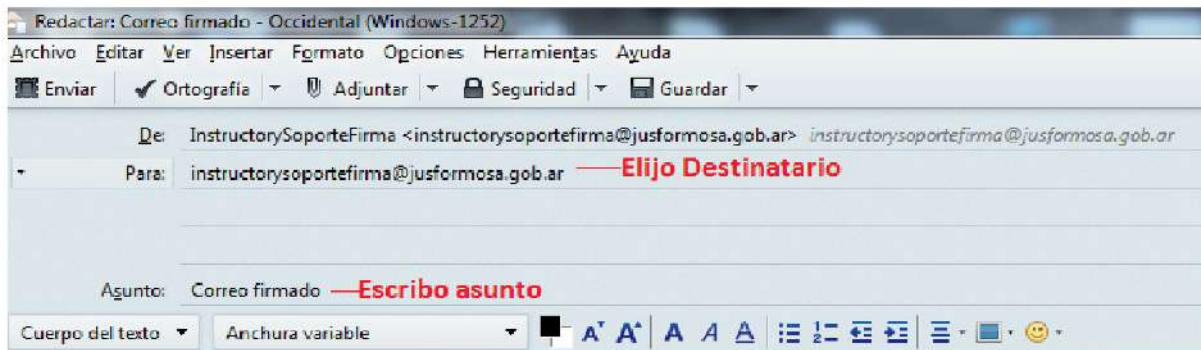 Redactar: Correo firmado - Occidental (Windows-1252)
Archivo Editar Ver Insertar Formato Opciones Herramientas Ayuda
Enviar Ortografía Adjuntar Seguridad Guardar
De: InstructorySoporteFirma <instructorysoportefirma@jusformosa.gob.ar> instructorysoportefirma@jusformosa.gob.ar
Para: instructorysoportefirma@jusformosa.gob.ar Elijo Destinatario
Asunto: Correo firmado Escribo asunto
Cuerpo del texto Anchura variable A A A A A